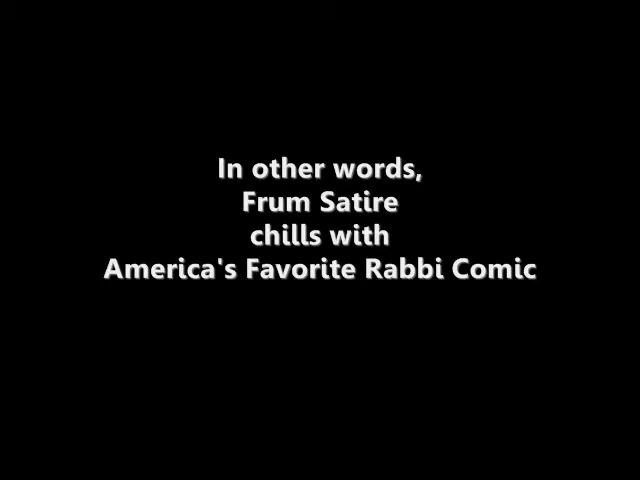 In other words,
Frum Satire
chills with
America's Favorite Rabbi Comic